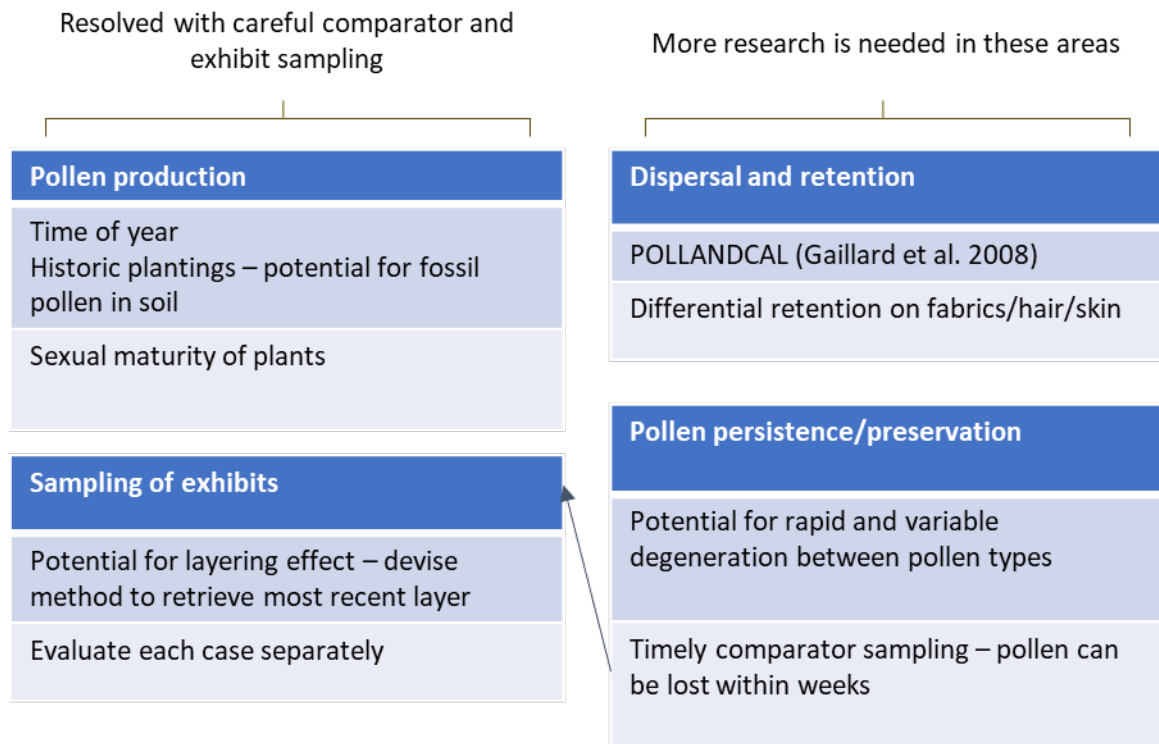 Resolved with careful comparator and
exhibit sampling
Pollen production
Time of year
Historic plantings – potential for fossil
pollen in soil
Sexual maturity of plants
Sampling of exhibits
Potential for layering effect – devise
method to retrieve most recent layer
Evaluate each case separately
More research is needed in these areas
Dispersal and retention
POLLANDCAL (Gaillard et al. 2008)
Differential retention on fabrics/hair/skin
Pollen persistence/preservation
Potential for rapid and variable
degeneration between pollen types
Timely comparator sampling – pollen can
be lost within weeks